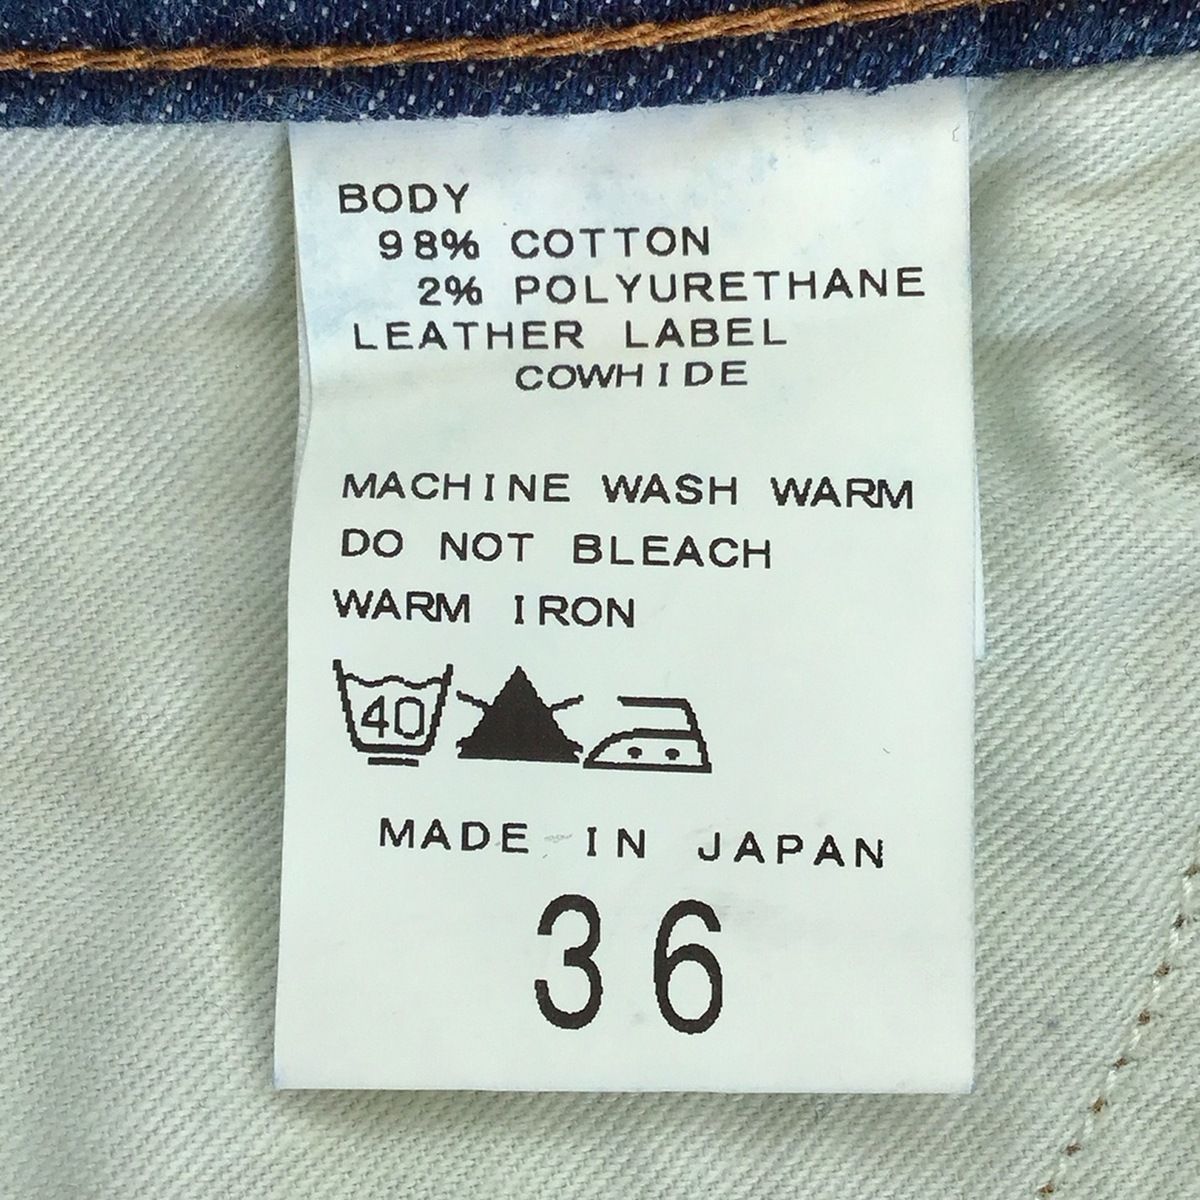 BODY
98% COTTON
2% POLYURETHANE
LEATHER LABEL
COWHIDE
MACHINE WASH WARM
DO NOT BLEACH
WARM IRON
40
MADE IN JAPAN
36